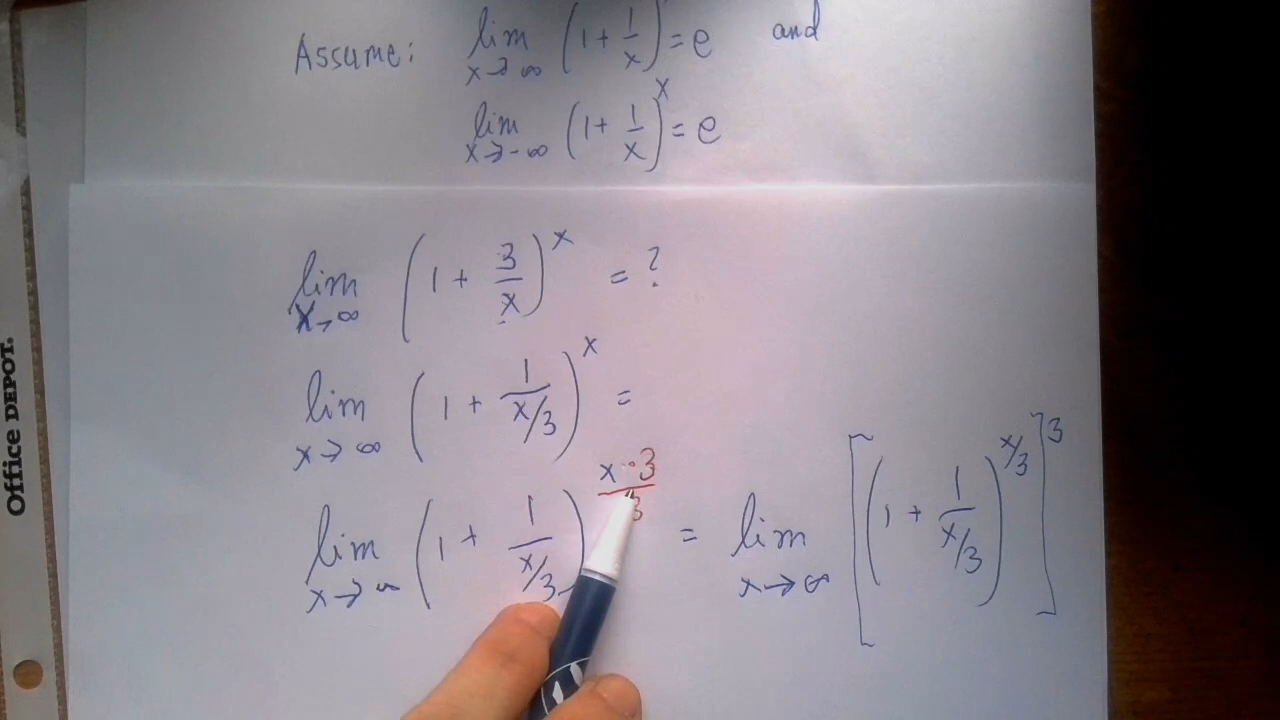 Assume: lim (1 + 1/x) = e and
x→∞
x
lim (1 + 1/x) = e
x→-∞
x
lim (1 + 3/x) = ?
x→∞
x
lim (1 + 1/x/3) =
x→∞
x·3
3
lim (1 + 1/x/3) = lim [(1 + 1/x/3)^x/3]^3
x→∞ x→∞
Office DEPOT.